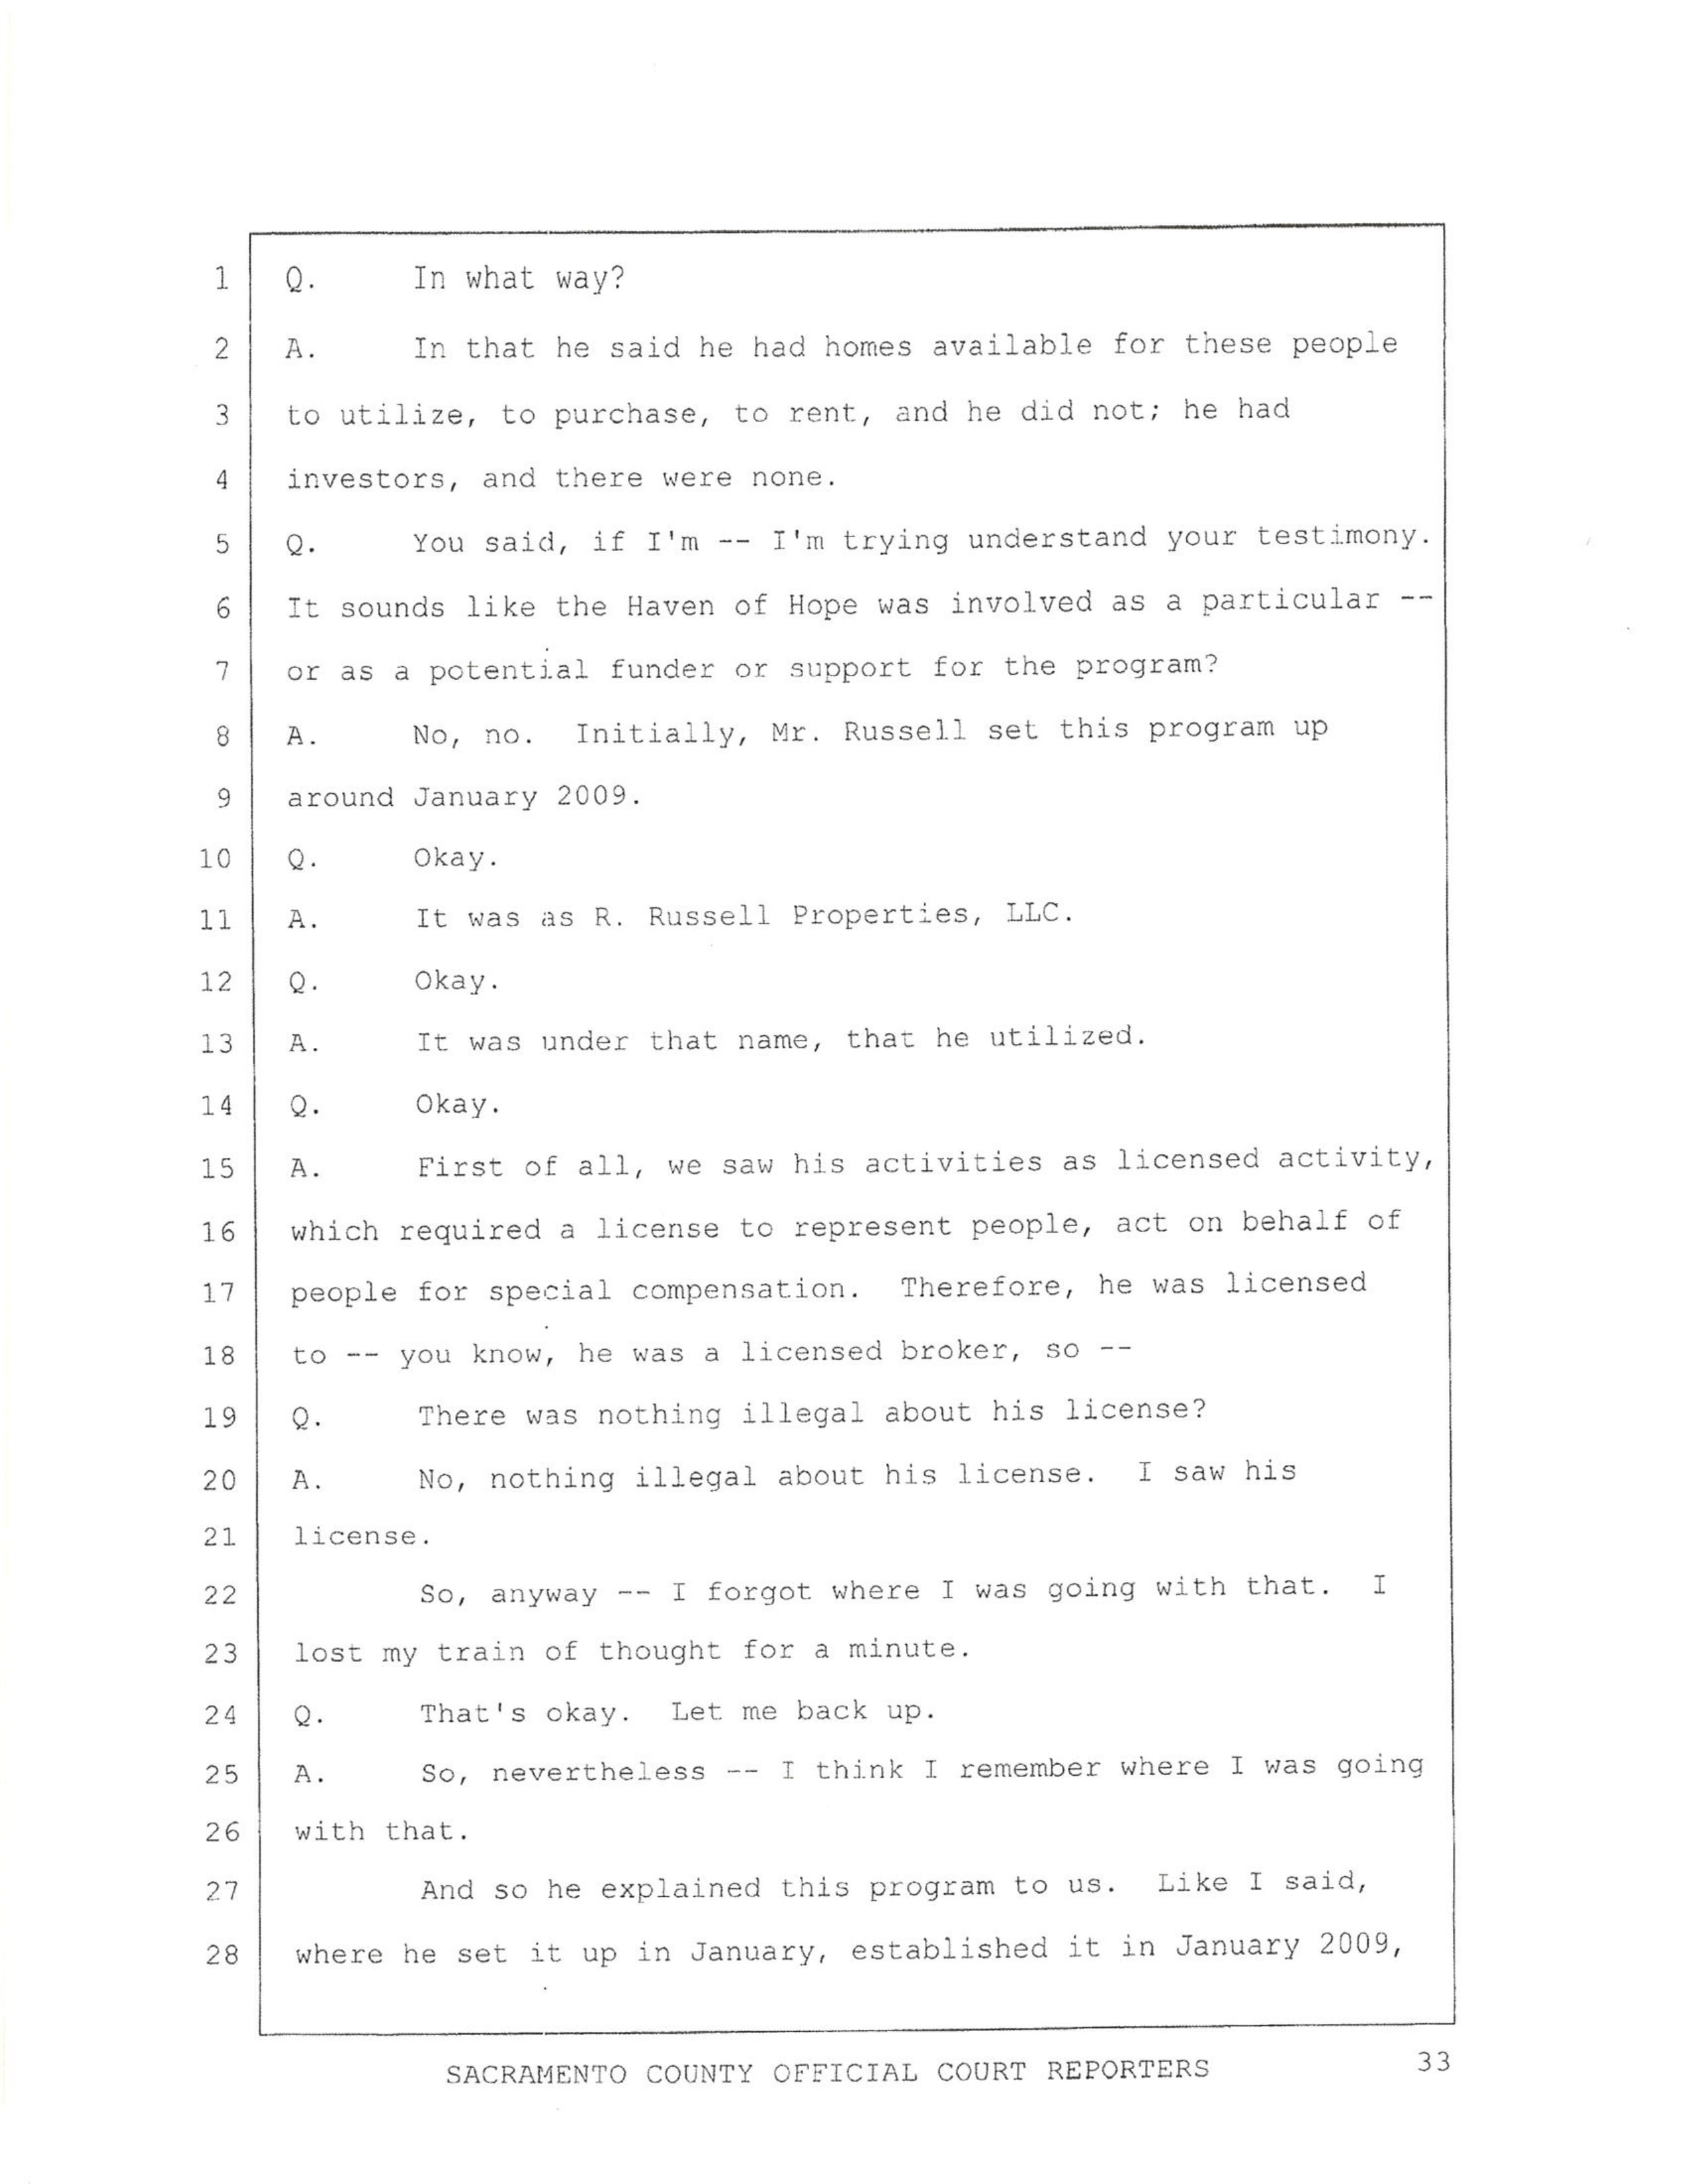 1 Q. In what way?
2 A. In that he said he had homes available for these people
3 to utilize, to purchase, to rent, and he did not; he had
4 investors, and there were none.
5 Q. You said, if I'm -- I'm trying understand your testimony.
6 It sounds like the Haven of Hope was involved as a particular --
7 or as a potential funder or support for the program?
8 A. No, no. Initially, Mr. Russell set this program up
9 around January 2009.
10 Q. Okay.
11 A. It was as R. Russell Properties, LLC.
12 Q. Okay.
13 A. It was under that name, that he utilized.
14 Q. Okay.
15 A. First of all, we saw his activities as licensed activity,
16 which required a license to represent people, act on behalf of
17 people for special compensation. Therefore, he was licensed
18 to -- you know, he was a licensed broker, so --
19 Q. There was nothing illegal about his license?
20 A. No, nothing illegal about his license. I saw his
21 license.
22 So, anyway -- I forgot where I was going with that. I
23 lost my train of thought for a minute.
24 Q. That's okay. Let me back up.
25 A. So, nevertheless -- I think I remember where I was going
26 with that.
27 And so he explained this program to us. Like I said,
28 where he set it up in January, established it in January 2009,
SACRAMENTO COUNTY OFFICIAL COURT REPORTERS 33